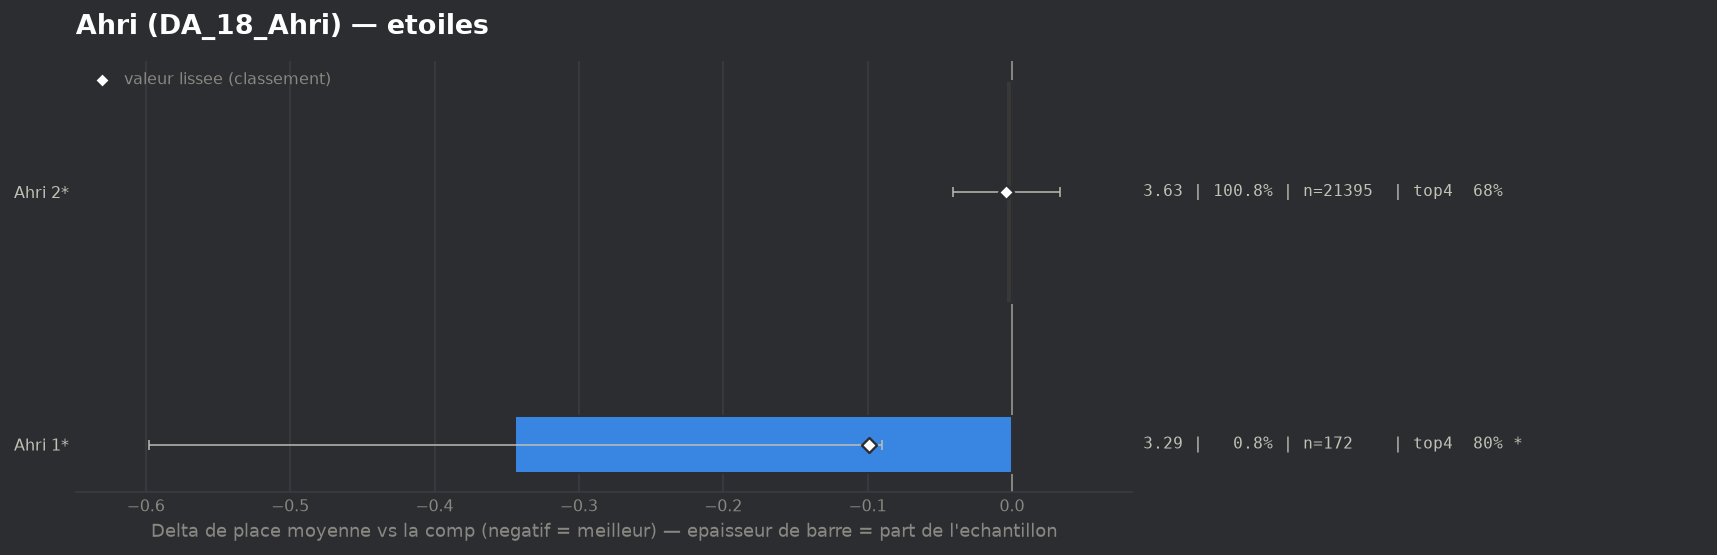 Ahri (DA_18_Ahri) — etoiles
valeur lissee (classement)
Ahri 2*
3.63 | 100.8% | n=21395  | top4  68%
Ahri 1*
3.29 |   0.8% | n=172    | top4  80% *
−0.6 −0.5 −0.4 −0.3 −0.2 −0.1 0.0
Delta de place moyenne vs la comp (negatif = meilleur) — epaisseur de barre = part de l'echantillon